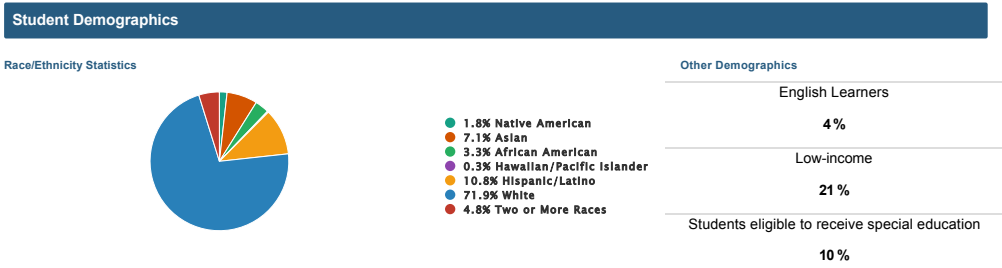 Student Demographics
Race/Ethnicity Statistics
1.8% Native American
7.1% Asian
3.3% African American
0.3% Hawaiian/Pacific Islander
10.8% Hispanic/Latino
71.9% White
4.8% Two or More Races
Other Demographics
English Learners
4 %
Low-income
21 %
Students eligible to receive special education
10 %